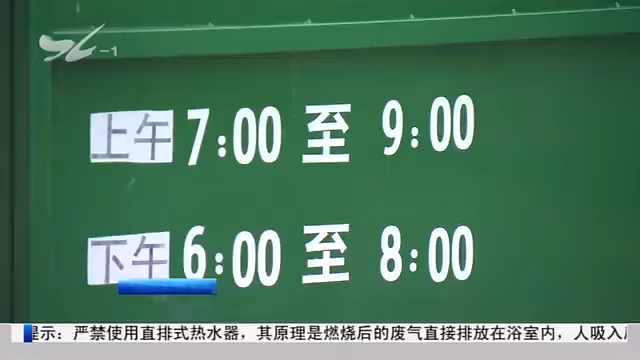 上午 7:00 至 9:00
下午 6:00 至 8:00
提示：严禁使用直排式热水器，其原理是燃烧后的废气直接排放在浴室内，人吸入